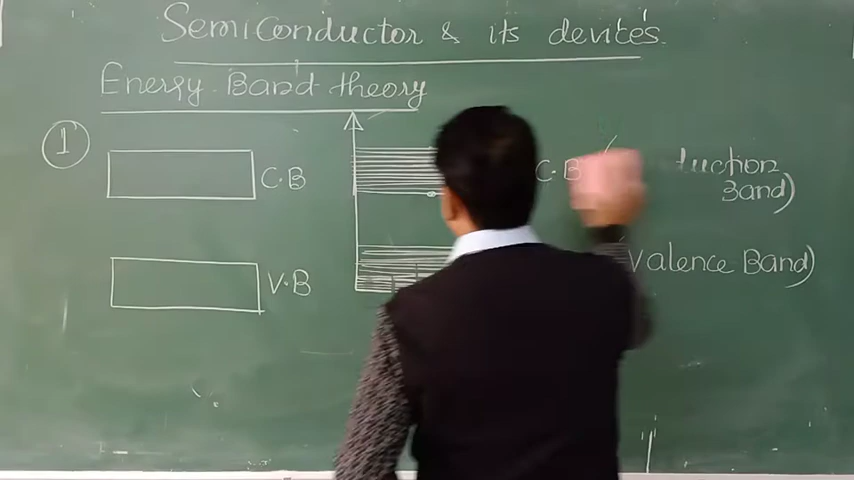 Semiconductor & its devices
Energy Band theory
1
C.B
C.B (
Band)
V.B
Valence Band)